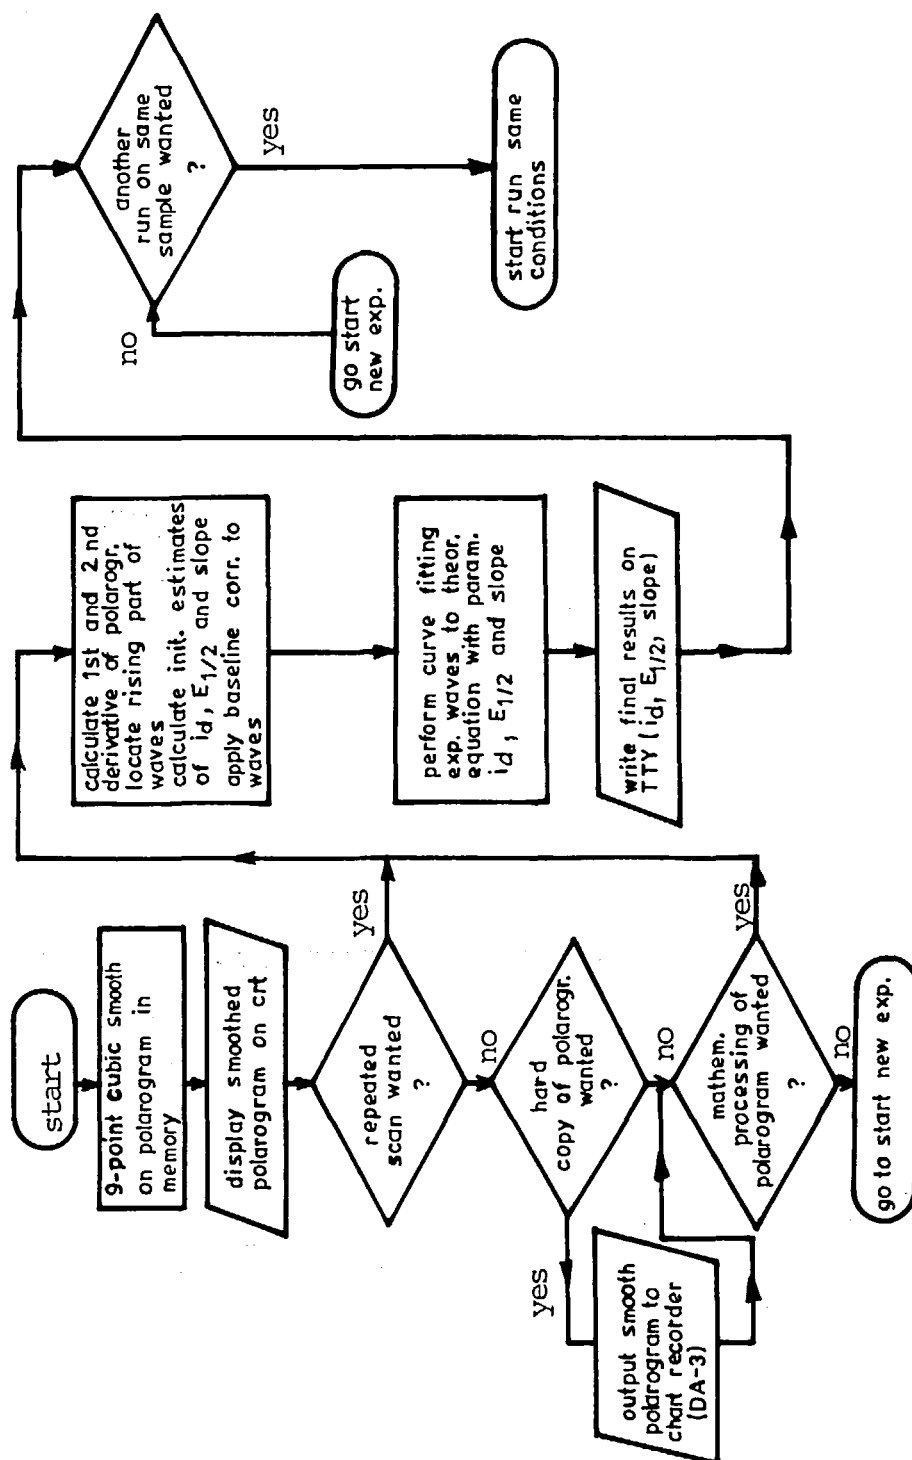 start
9-point cubic smooth
on polarogram in
memory
display smoothed
polarogram on crt
repeated
scan wanted
?
yes
no
hard
copy of polarogr.
wanted
?
yes
output smooth
polarogram to
chart recorder
(DA-3)
no
mathem.
processing of
polarogram wanted
?
yes
no
go to start new exp.
calculate 1st and 2 nd
derivative of polarogr.
locate rising part of
waves
calculate init. estimates
of id, E1/2 and slope
apply baseline corr. to
waves
perform curve fitting
exp. waves to theor.
equation with param.
id, E1/2 and slope
write final results on
TTY (id, E1/2, slope)
another
run on same
sample wanted
?
no
yes
go start
new exp.
start run same
conditions